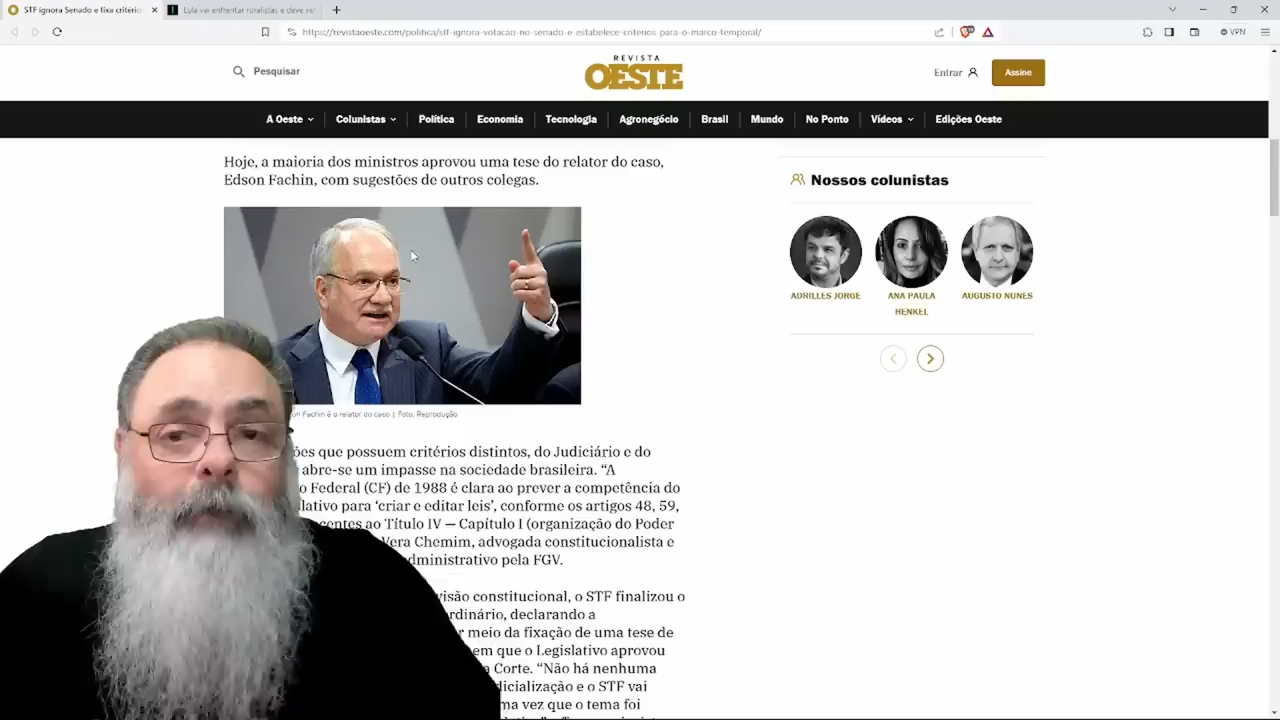 STF ignora Senado e fixa critério
Lula vai enfrentar ruralistas e deve vet
https://revistaoeste.com/politica/stf-ignora-votacao-no-senado-e-estabelece-criterios-para-o-marco-temporal/
VPN
Pesquisar
REVISTA
OESTE
Entrar
Assine
A Oeste
Colunistas
Política
Economia
Tecnologia
Agronegócio
Brasil
Mundo
No Ponto
Vídeos
Edições Oeste
Hoje, a maioria dos ministros aprovou uma tese do relator do caso,
Edson Fachin, com sugestões de outros colegas.
Fachin é o relator do caso | Foto: Reprodução
ões que possuem critérios distintos, do Judiciário e do
abre-se um impasse na sociedade brasileira. “A
o Federal (CF) de 1988 é clara ao prever a competência do
lativo para ‘criar e editar leis’, conforme os artigos 48, 59,
centes ao Título IV — Capítulo I (organização do Poder
Vera Chemim, advogada constitucionalista e
dministrativo pela FGV.
visão constitucional, o STF finalizou o
rdinário, declarando a
r meio da fixação de uma tese de
em que o Legislativo aprovou
a Corte. “Não há nenhuma
dicialização e o STF vai
ma vez que o tema foi
Nossos colunistas
ADRILLES JORGE
ANA PAULA
HENKEL
AUGUSTO NUNES